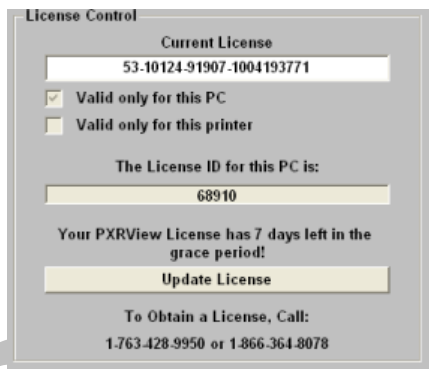 License Control
Current License
53-10124-91907-1004193771
Valid only for this PC
Valid only for this printer
The License ID for this PC is:
68910
Your PXRView License has 7 days left in the
grace period!
Update License
To Obtain a License, Call:
1-763-428-9950 or 1-866-364-8078